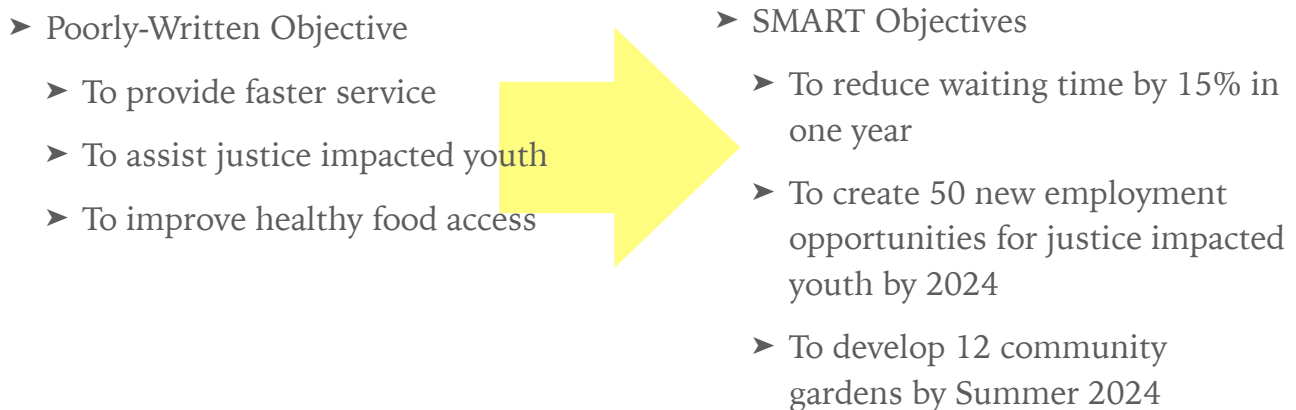 ➤ Poorly-Written Objective
➤ To provide faster service
➤ To assist justice impacted youth
➤ To improve healthy food access
➤ SMART Objectives
➤ To reduce waiting time by 15% in
one year
➤ To create 50 new employment
opportunities for justice impacted
youth by 2024
➤ To develop 12 community
gardens by Summer 2024